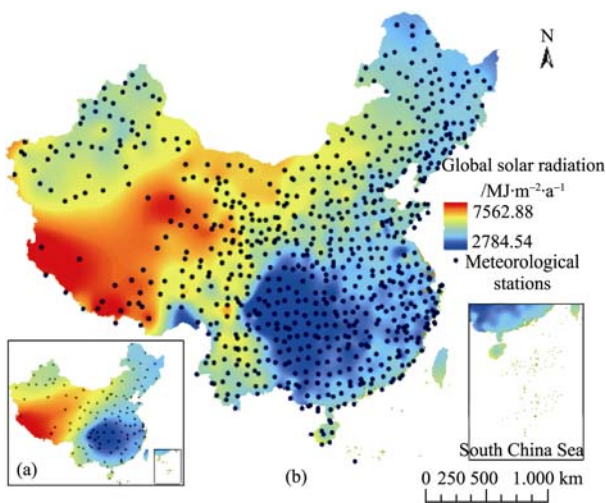 N
Global solar radiation
/MJ·m⁻²·a⁻¹
7562.88
2784.54
Meteorological
stations
(a)
(b)
South China Sea
0 250 500 1.000 km